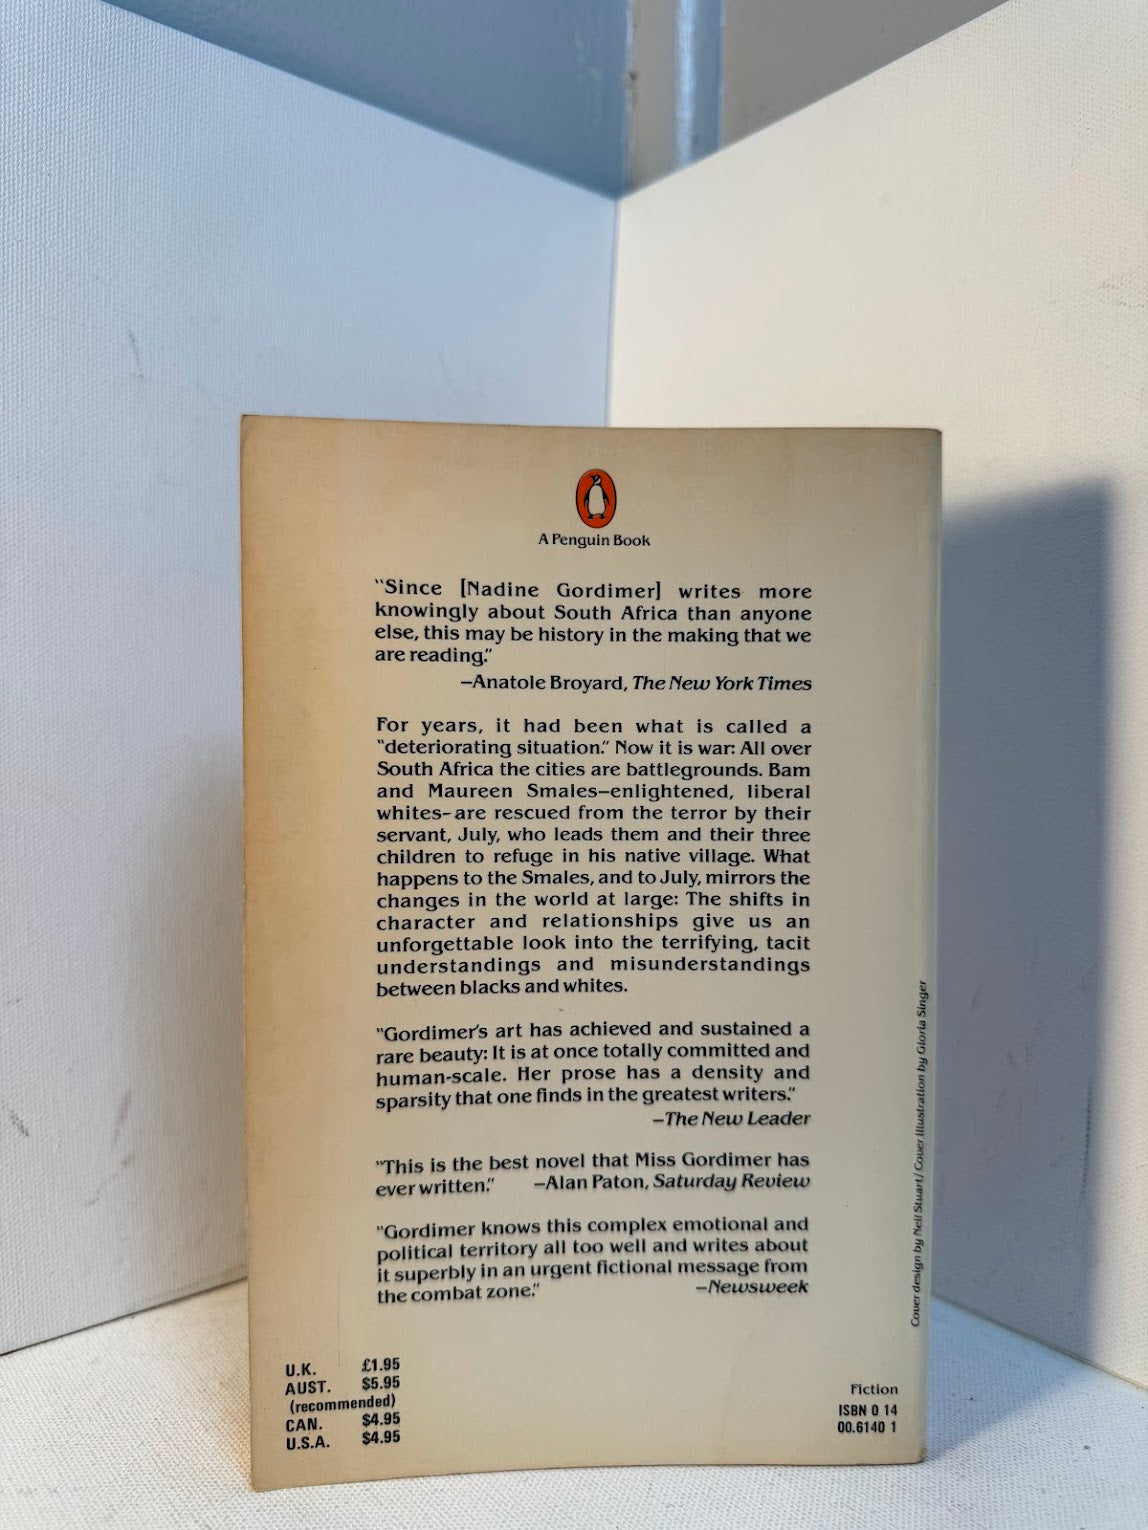 A Penguin Book
"Since [Nadine Gordimer] writes more
knowingly about South Africa than anyone
else, this may be history in the making that we
are reading."
–Anatole Broyard, The New York Times
For years, it had been what is called a
"deteriorating situation." Now it is war: All over
South Africa the cities are battlegrounds. Bam
and Maureen Smales–enlightened, liberal
whites–are rescued from the terror by their
servant, July, who leads them and their three
children to refuge in his native village. What
happens to the Smales, and to July, mirrors the
changes in the world at large: The shifts in
character and relationships give us an
unforgettable look into the terrifying, tacit
understandings and misunderstandings
between blacks and whites.
"Gordimer's art has achieved and sustained a
rare beauty: It is at once totally committed and
human-scale. Her prose has a density and
sparsity that one finds in the greatest writers."
–The New Leader
"This is the best novel that Miss Gordimer has
ever written." –Alan Paton, Saturday Review
"Gordimer knows this complex emotional and
political territory all too well and writes about
it superbly in an urgent fictional message from
the combat zone." –Newsweek
Cover design by Neil Stuart/Cover illustration by Gloria Singer
U.K. £1.95
AUST. $5.95
(recommended)
CAN. $4.95
U.S.A. $4.95
Fiction
ISBN 0 14
00.6140 1